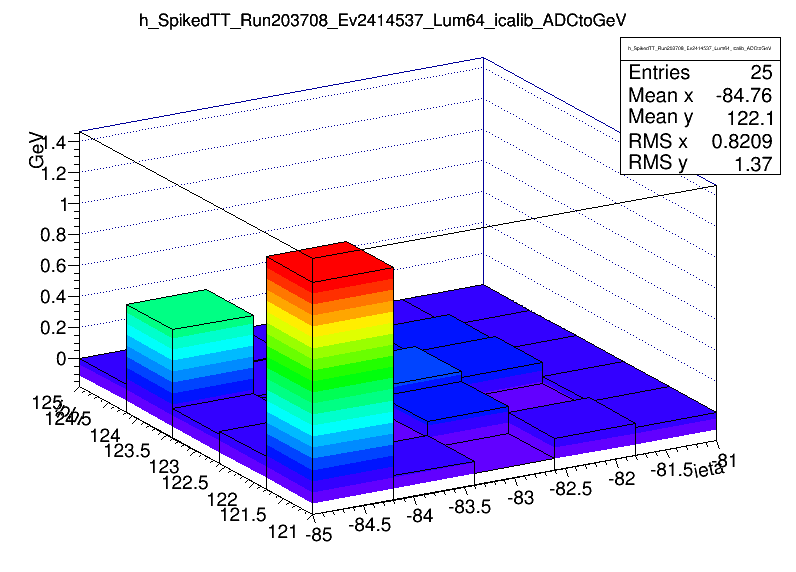 h_SpikedTT_Run203708_Ev2414537_Lum64_icalib_ADCtoGeV
h_SpikedTT_Run203708_Ev2414537_Lum64_icalib_ADCtoGeV
Entries 25
Mean x -84.76
Mean y 122.1
RMS x 0.8209
RMS y 1.37
GeV
1.4
1.2
1
0.8
0.6
0.4
0.2
0
125
124.5
124
123.5
123
122.5
122
121.5
121
-85
-84.5
-84
-83.5
-83
-82.5
-82
-81.5
-81
ieta